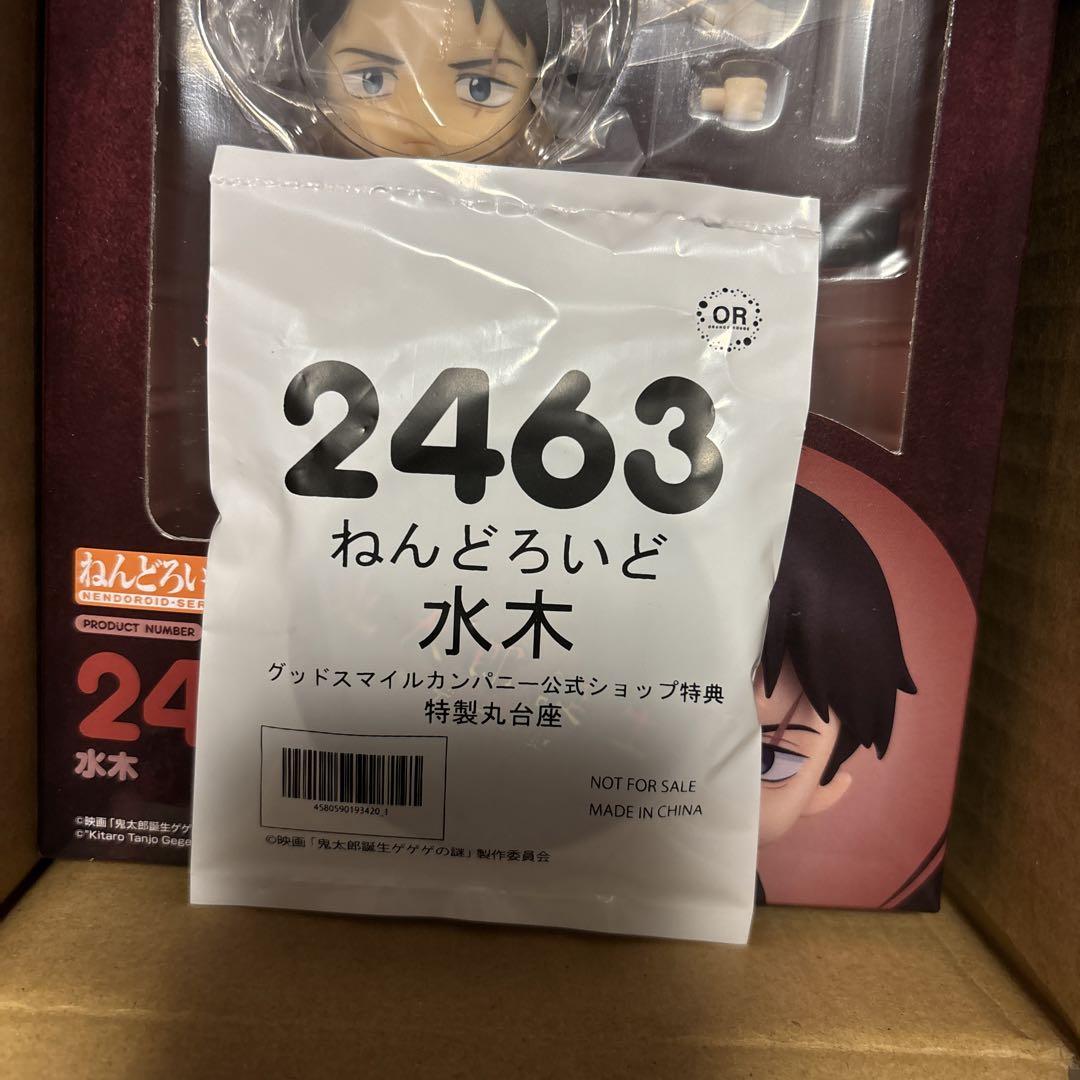 OR
ORANGE ROUGE
2463
ねんどろいど
水木
グッドスマイルカンパニー公式ショップ特典
特製丸台座
4580590193420_1
NOT FOR SALE
MADE IN CHINA
©映画「鬼太郎誕生ゲゲゲの謎」製作委員会
ねんどろい
NENDOROID·SER
PRODUCT NUMBER
24
水木
©映画「鬼太郎誕生ゲゲ
©"Kitaro Tanjo Gege